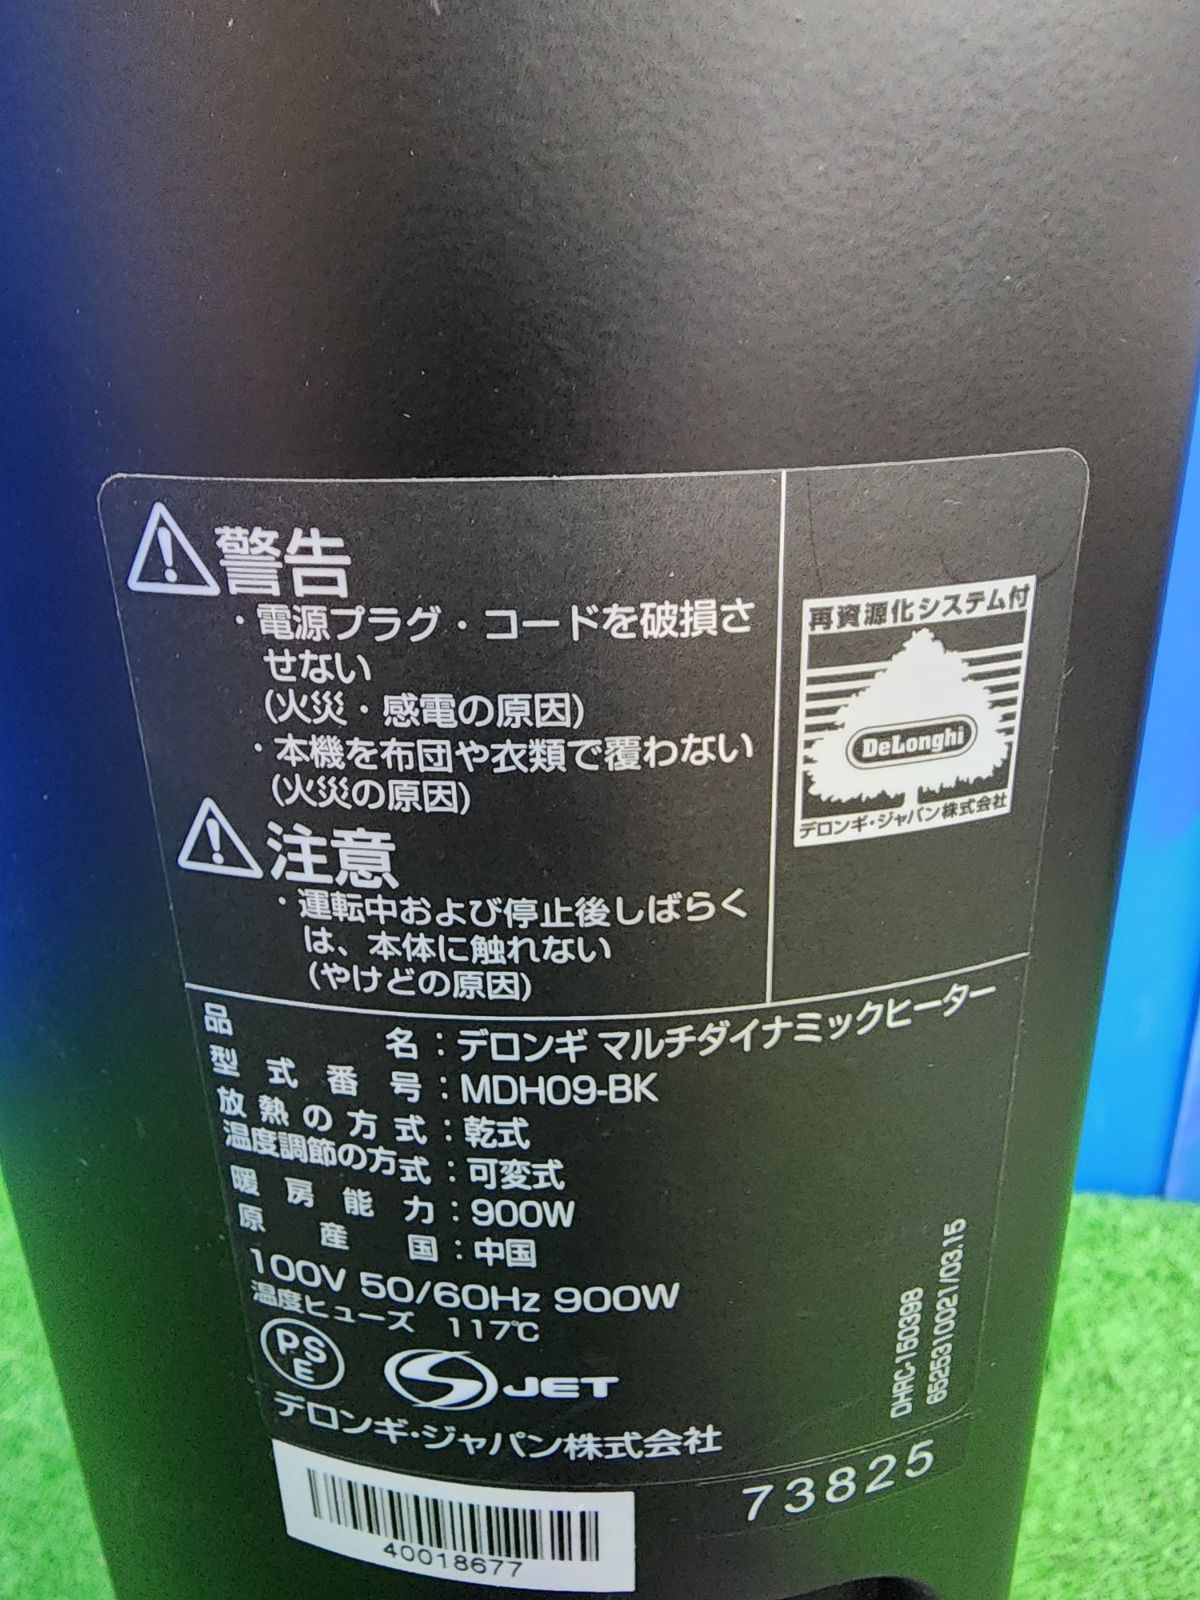 警告
・電源プラグ・コードを破損さ
せない
(火災・感電の原因)
・本機を布団や衣類で覆わない
(火災の原因)
注意
・運転中および停止後しばらく
は、本体に触れない
(やけどの原因)
再資源化システム付
DeLonghi
デロンギ・ジャパン株式会社
品名：デロンギ マルチダイナミックヒーター
型式番号：MDH09-BK
放熱の方式：乾式
温度調節の方式：可変式
暖房能力：900W
原産国：中国
100V 50/60Hz 900W
温度ヒューズ 117℃
PSE
JET
デロンギ・ジャパン株式会社
DHRC-150398
6525310021/03.15
73825
40018677